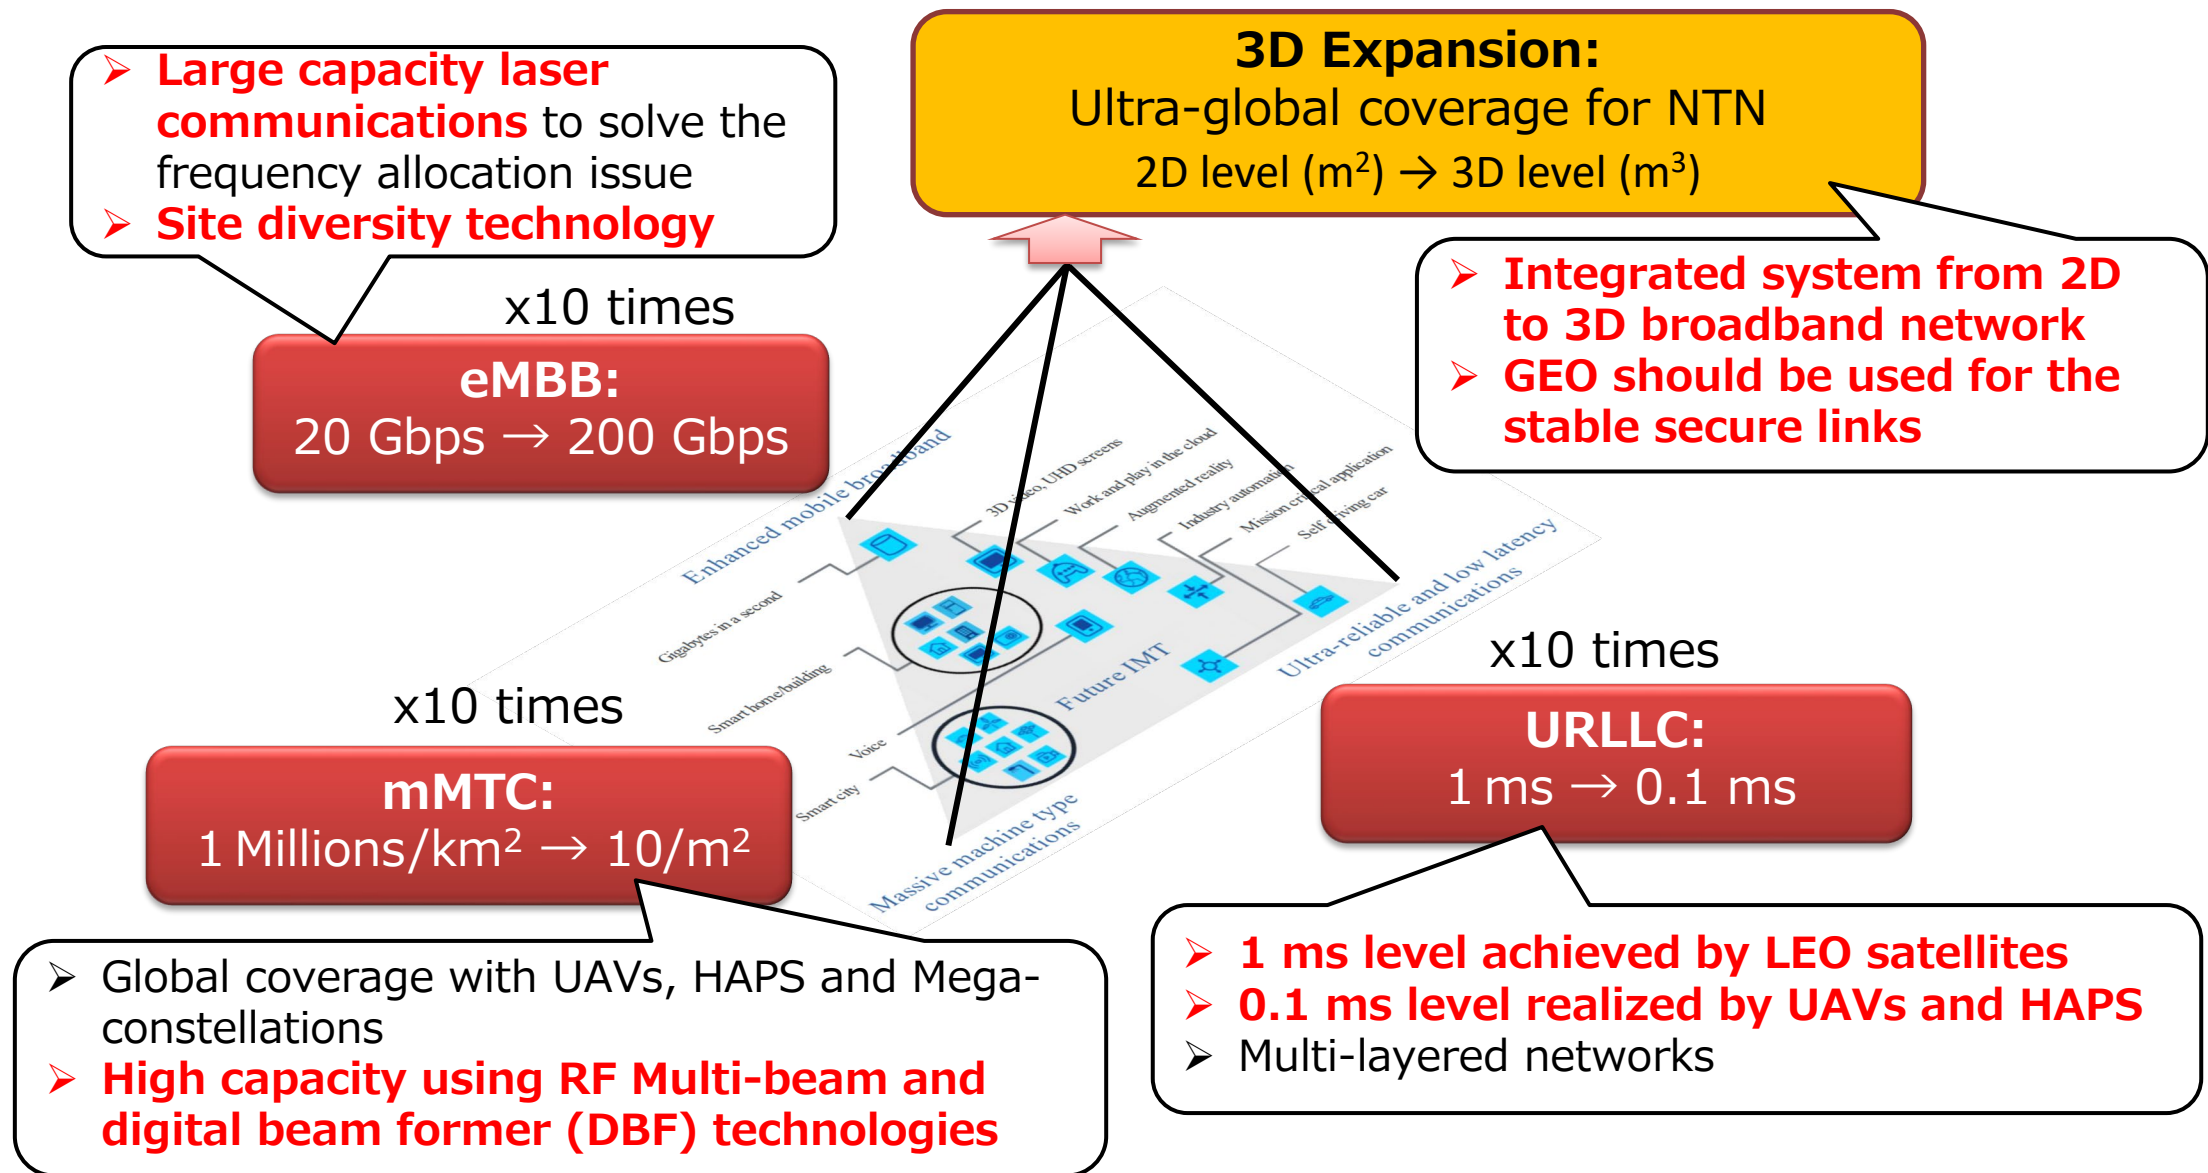 3D Expansion:
Ultra-global coverage for NTN
2D level (m²) → 3D level (m³)
➢ Large capacity laser
communications to solve the
frequency allocation issue
➢ Site diversity technology
x10 times
eMBB:
20 Gbps → 200 Gbps
➢ Integrated system from 2D
to 3D broadband network
➢ GEO should be used for the
stable secure links
Enhanced mobile broadband
3D video, UHD screens
Work and play in the cloud
Augmented reality
Industry automation
Mission critical application
Self driving car
Gigabytes in a second
Smart home/building
Voice
Smart city
Future IMT
Ultra-reliable and low latency
communications
Massive machine type
communications
x10 times
mMTC:
1 Millions/km² → 10/m²
x10 times
URLLC:
1 ms → 0.1 ms
➢ Global coverage with UAVs, HAPS and Mega-
constellations
➢ High capacity using RF Multi-beam and
digital beam former (DBF) technologies
➢ 1 ms level achieved by LEO satellites
➢ 0.1 ms level realized by UAVs and HAPS
➢ Multi-layered networks